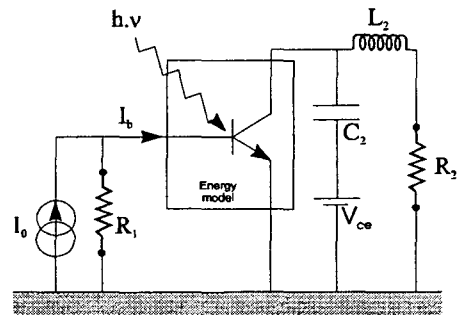 h.ν
L₂
I_b
C₂
R₂
Energy
model
I₀
R₁
V_ce